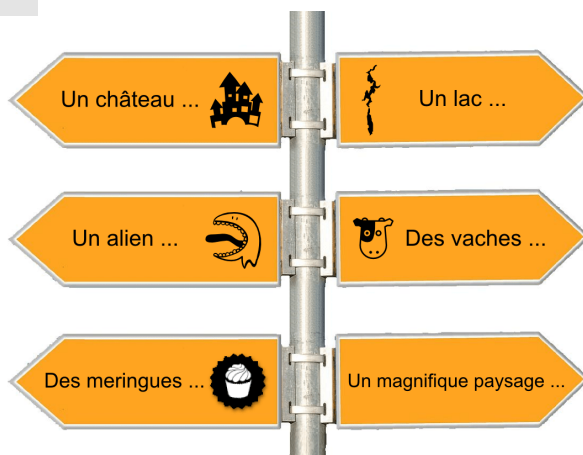 Un château ...
Un lac ...
Un alien ...
Des vaches ...
Des meringues ...
Un magnifique paysage ...